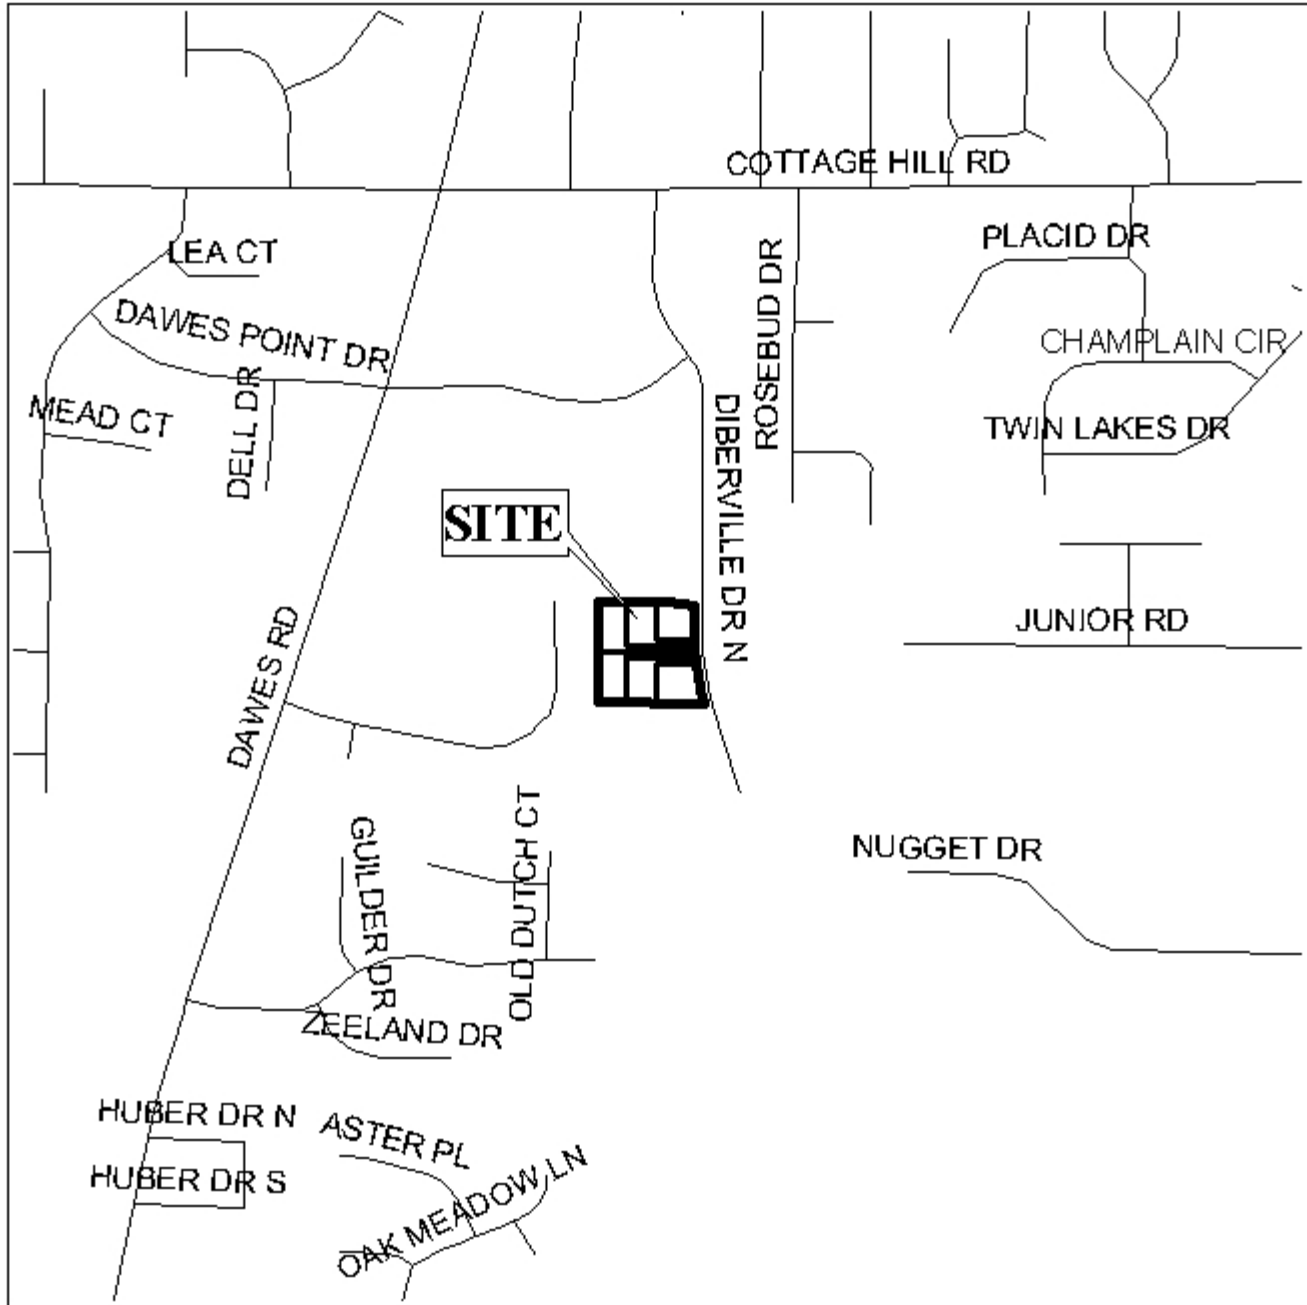 COTTAGE HILL RD
LEA CT
PLACID DR
ROSEBUD DR
DAWES POINT DR
CHAMPLAIN CIR
MEAD CT
DELL DR
DIBERVILLE DR N
TWIN LAKES DR
SITE
JUNIOR RD
DAWES RD
GUILDER DR
OLD DUTCH CT
NUGGET DR
ZEELAND DR
HUBER DR N
ASTER PL
HUBER DR S
OAK MEADOW LN